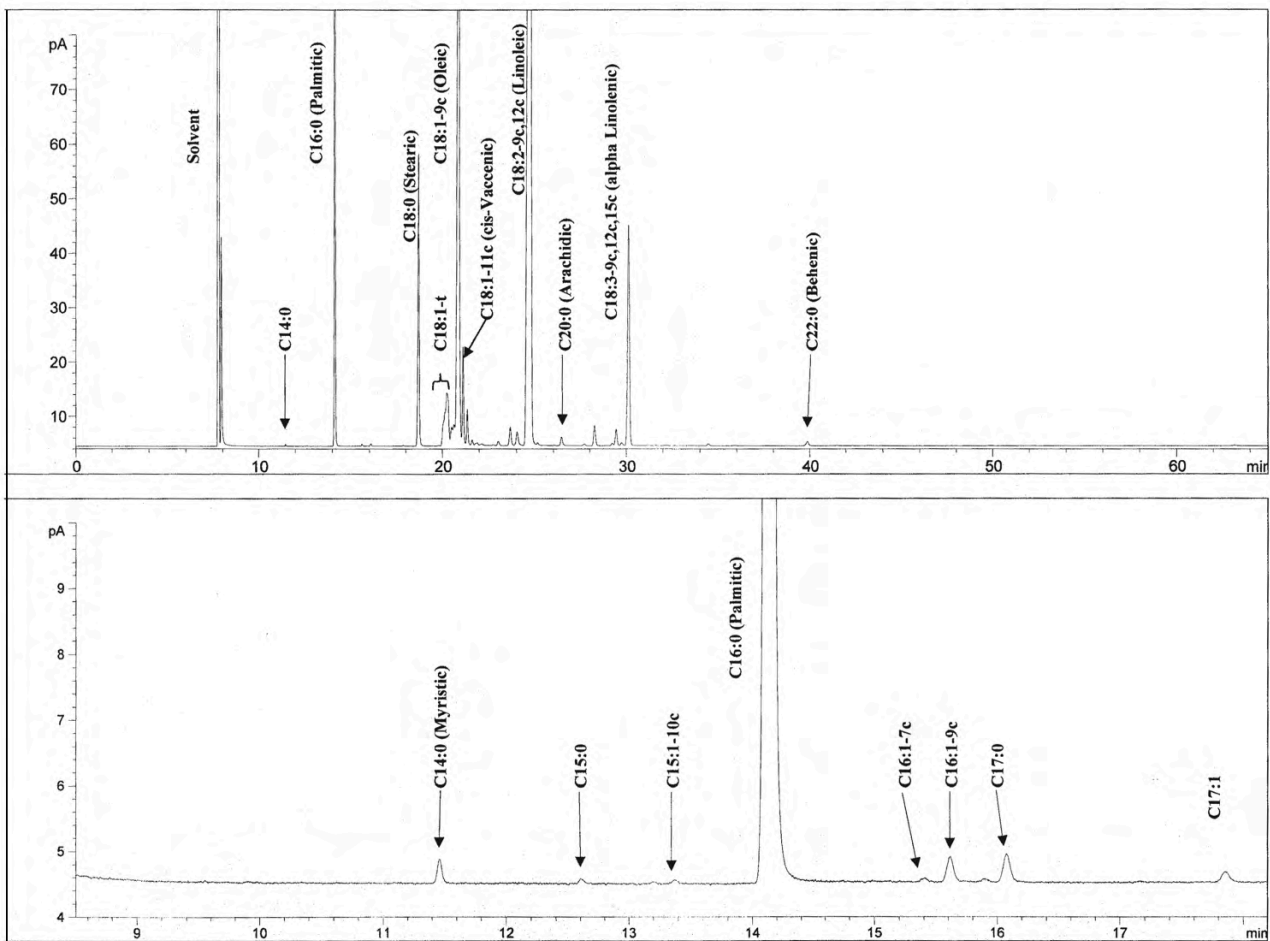 pA
70
60
50
40
30
20
10
Solvent
C14:0
C16:0 (Palmitic)
C18:0 (Stearic)
C18:1-t
C18:1-9c (Oleic)
C18:1-11c (cis-Vaccenic)
C18:2-9c,12c (Linoleic)
C20:0 (Arachidic)
C18:3-9c,12c,15c (alpha Linolenic)
C22:0 (Behenic)
0 10 20 30 40 50 60 min
pA
9
8
7
6
5
4
C14:0 (Myristic)
C15:0
C15:1-10c
C16:0 (Palmitic)
C16:1-7c
C16:1-9c
C17:0
C17:1
9 10 11 12 13 14 15 16 17 min